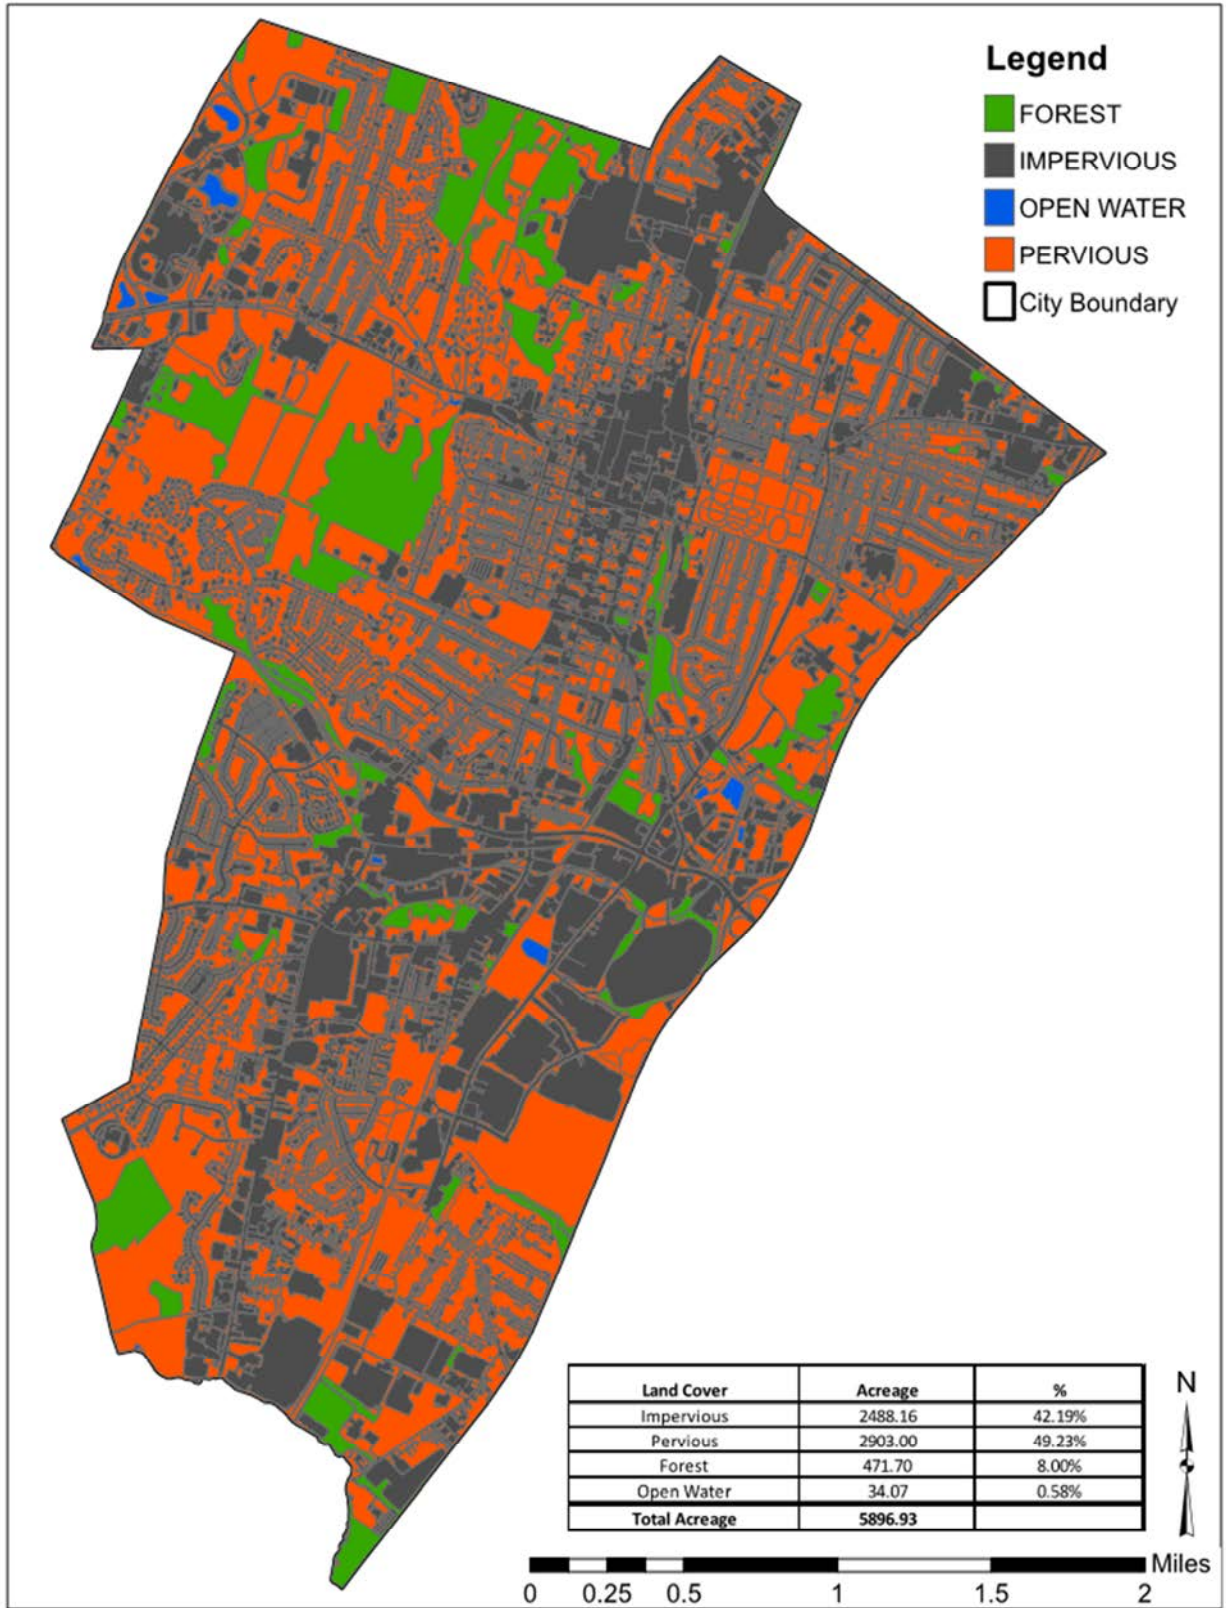 Legend
FOREST
IMPERVIOUS
OPEN WATER
PERVIOUS
City Boundary
Land Cover Acreage %
Impervious 2488.16 42.19%
Pervious 2903.00 49.23%
Forest 471.70 8.00%
Open Water 34.07 0.58%
Total Acreage 5896.93
N
Miles
0 0.25 0.5 1 1.5 2